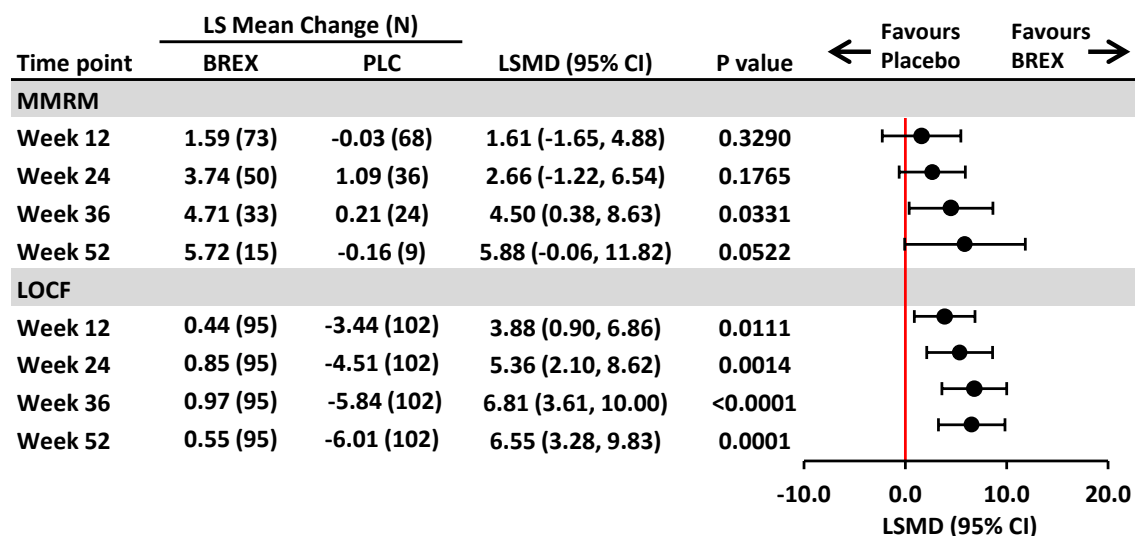 LS Mean Change (N)
Favours Placebo
Favours BREX
Time point BREX PLC LSMD (95% CI) P value
MMRM
Week 12 1.59 (73) -0.03 (68) 1.61 (-1.65, 4.88) 0.3290
Week 24 3.74 (50) 1.09 (36) 2.66 (-1.22, 6.54) 0.1765
Week 36 4.71 (33) 0.21 (24) 4.50 (0.38, 8.63) 0.0331
Week 52 5.72 (15) -0.16 (9) 5.88 (-0.06, 11.82) 0.0522
LOCF
Week 12 0.44 (95) -3.44 (102) 3.88 (0.90, 6.86) 0.0111
Week 24 0.85 (95) -4.51 (102) 5.36 (2.10, 8.62) 0.0014
Week 36 0.97 (95) -5.84 (102) 6.81 (3.61, 10.00) <0.0001
Week 52 0.55 (95) -6.01 (102) 6.55 (3.28, 9.83) 0.0001
-10.0 0.0 10.0 20.0
LSMD (95% CI)